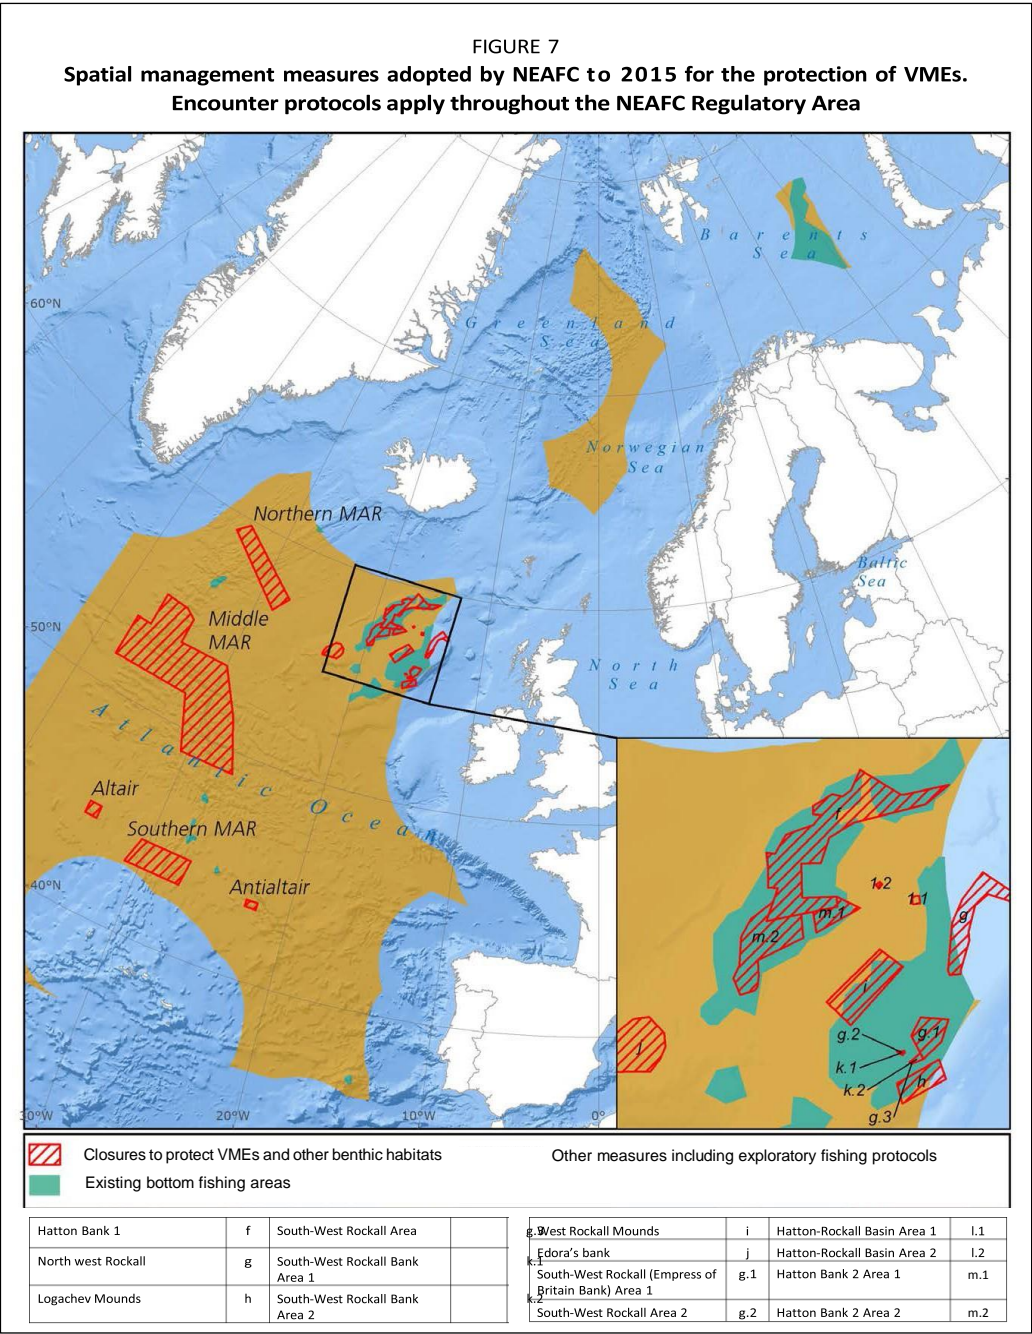 FIGURE 7
Spatial management measures adopted by NEAFC to 2015 for the protection of VMEs.
Encounter protocols apply throughout the NEAFC Regulatory Area
Barents
Sea
60°N
Greenland
Sea
Norwegian
Sea
Northern MAR
Baltic
Sea
50°N
Middle
MAR
North
Sea
Atlantic Ocean
Altair
Southern MAR
40°N
Antialtair
f
1.2
1.1
m.1
g
m.2
i
g.2
g.1
j
k.1
h
k.2
g.3
30°W
20°W
10°W
0°
Closures to protect VMEs and other benthic habitats
Other measures including exploratory fishing protocols
Existing bottom fishing areas
Hatton Bank 1 f South-West Rockall Area g.3
North west Rockall g South-West Rockall Bank
Area 1 k.1
Logachev Mounds h South-West Rockall Bank
Area 2 k.2
West Rockall Mounds i Hatton-Rockall Basin Area 1 l.1
Edora's bank j Hatton-Rockall Basin Area 2 l.2
South-West Rockall (Empress of
Britain Bank) Area 1 g.1 Hatton Bank 2 Area 1 m.1
South-West Rockall Area 2 g.2 Hatton Bank 2 Area 2 m.2